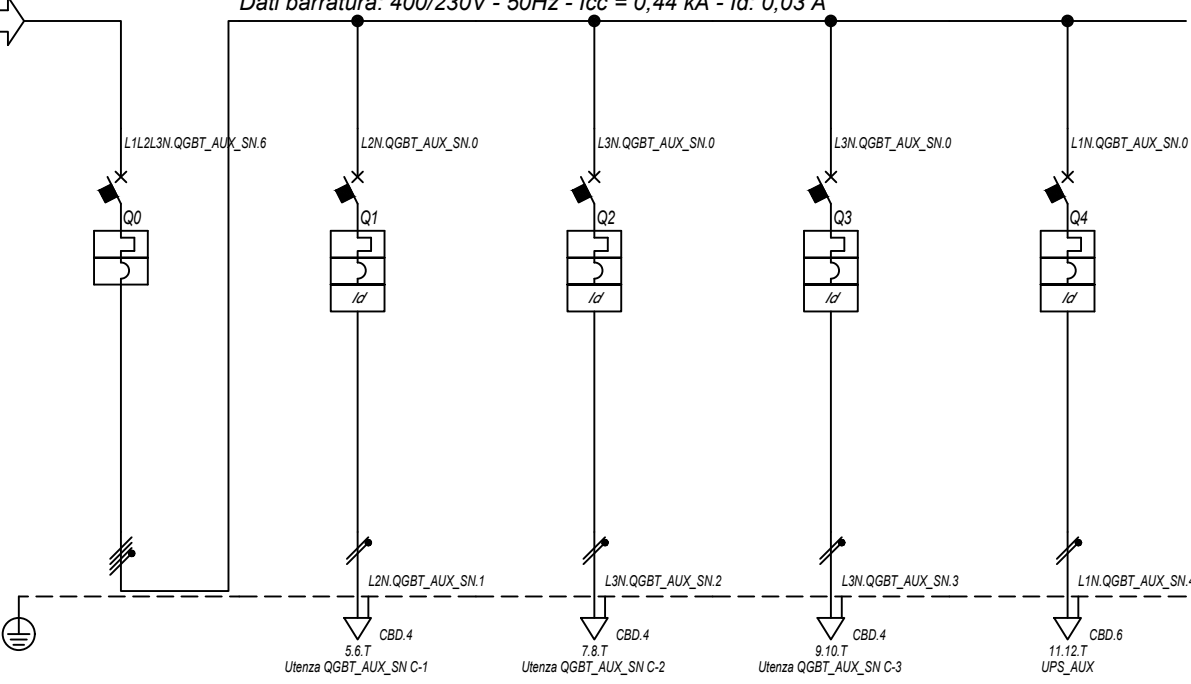 Dati barratura: 400/230V - 50Hz - Icc = 0,44 kA - Id: 0,03 A
L1L2L3N.QGBT_AUX_SN.6
L2N.QGBT_AUX_SN.0
L3N.QGBT_AUX_SN.0
L3N.QGBT_AUX_SN.0
L1N.QGBT_AUX_SN.0
Q0
Q1
Q2
Q3
Q4
Id
Id
Id
Id
L2N.QGBT_AUX_SN.1
L3N.QGBT_AUX_SN.2
L3N.QGBT_AUX_SN.3
L1N.QGBT_AUX_SN.4
CBD.4
CBD.4
CBD.4
CBD.6
5.6.T
7.8.T
9.10.T
11.12.T
Utenza QGBT_AUX_SN C-1
Utenza QGBT_AUX_SN C-2
Utenza QGBT_AUX_SN C-3
UPS_AUX